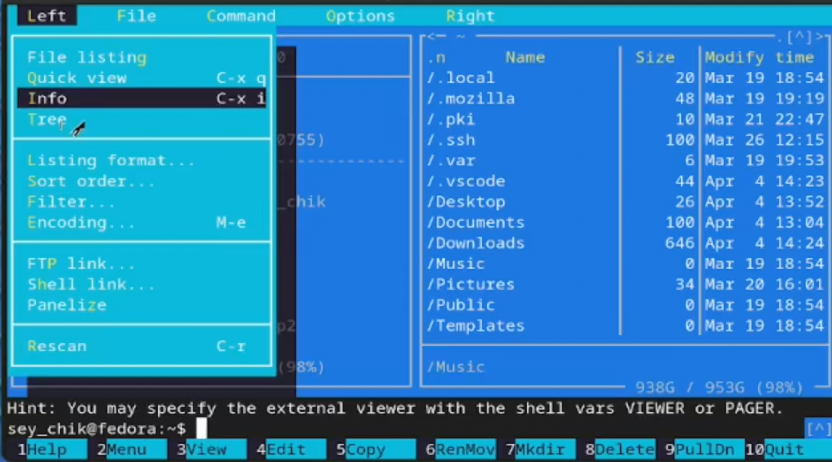 Left File Command Options Right
<─ ~ .[^]>
File listing
Quick view C-x q
Info C-x i
Tree
Listing format...
Sort order...
Filter...
Encoding... M-e
FTP link...
Shell link...
Panelize
Rescan C-r
0
0755)
_chik
p2
(98%)
.n Name Size Modify time
/.local 20 Mar 19 18:54
/.mozilla 48 Mar 19 19:19
/.pki 10 Mar 21 22:47
/.ssh 100 Mar 26 12:15
/.var 6 Mar 19 19:53
/.vscode 44 Apr 4 14:23
/Desktop 26 Apr 4 13:52
/Documents 100 Apr 4 13:04
/Downloads 646 Apr 4 14:24
/Music 0 Mar 19 18:54
/Pictures 34 Mar 20 16:01
/Public 0 Mar 19 18:54
/Templates 0 Mar 19 18:54
/Music
938G / 953G (98%)
Hint: You may specify the external viewer with the shell vars VIEWER or PAGER.
sey_chik@fedora:~$ [^]
1Help 2Menu 3View 4Edit 5Copy 6RenMov 7Mkdir 8Delete 9PullDn 10Quit